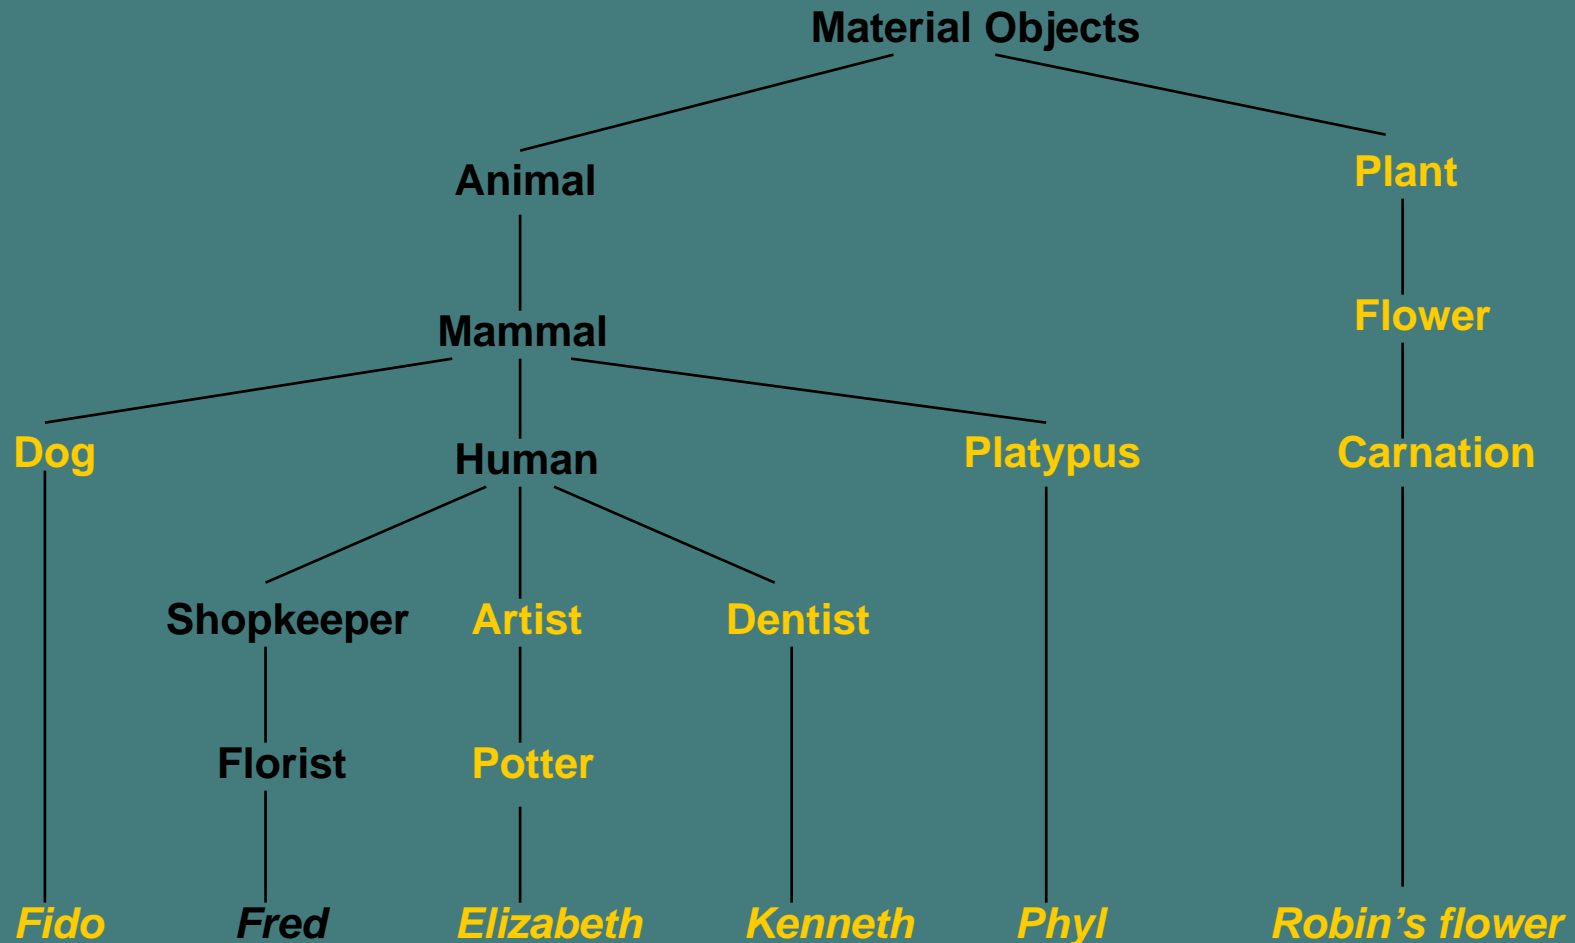 Material Objects
Animal
Plant
Mammal
Flower
Dog
Human
Platypus
Carnation
Shopkeeper
Artist
Dentist
Florist
Potter
Fido
Fred
Elizabeth
Kenneth
Phyl
Robin's flower